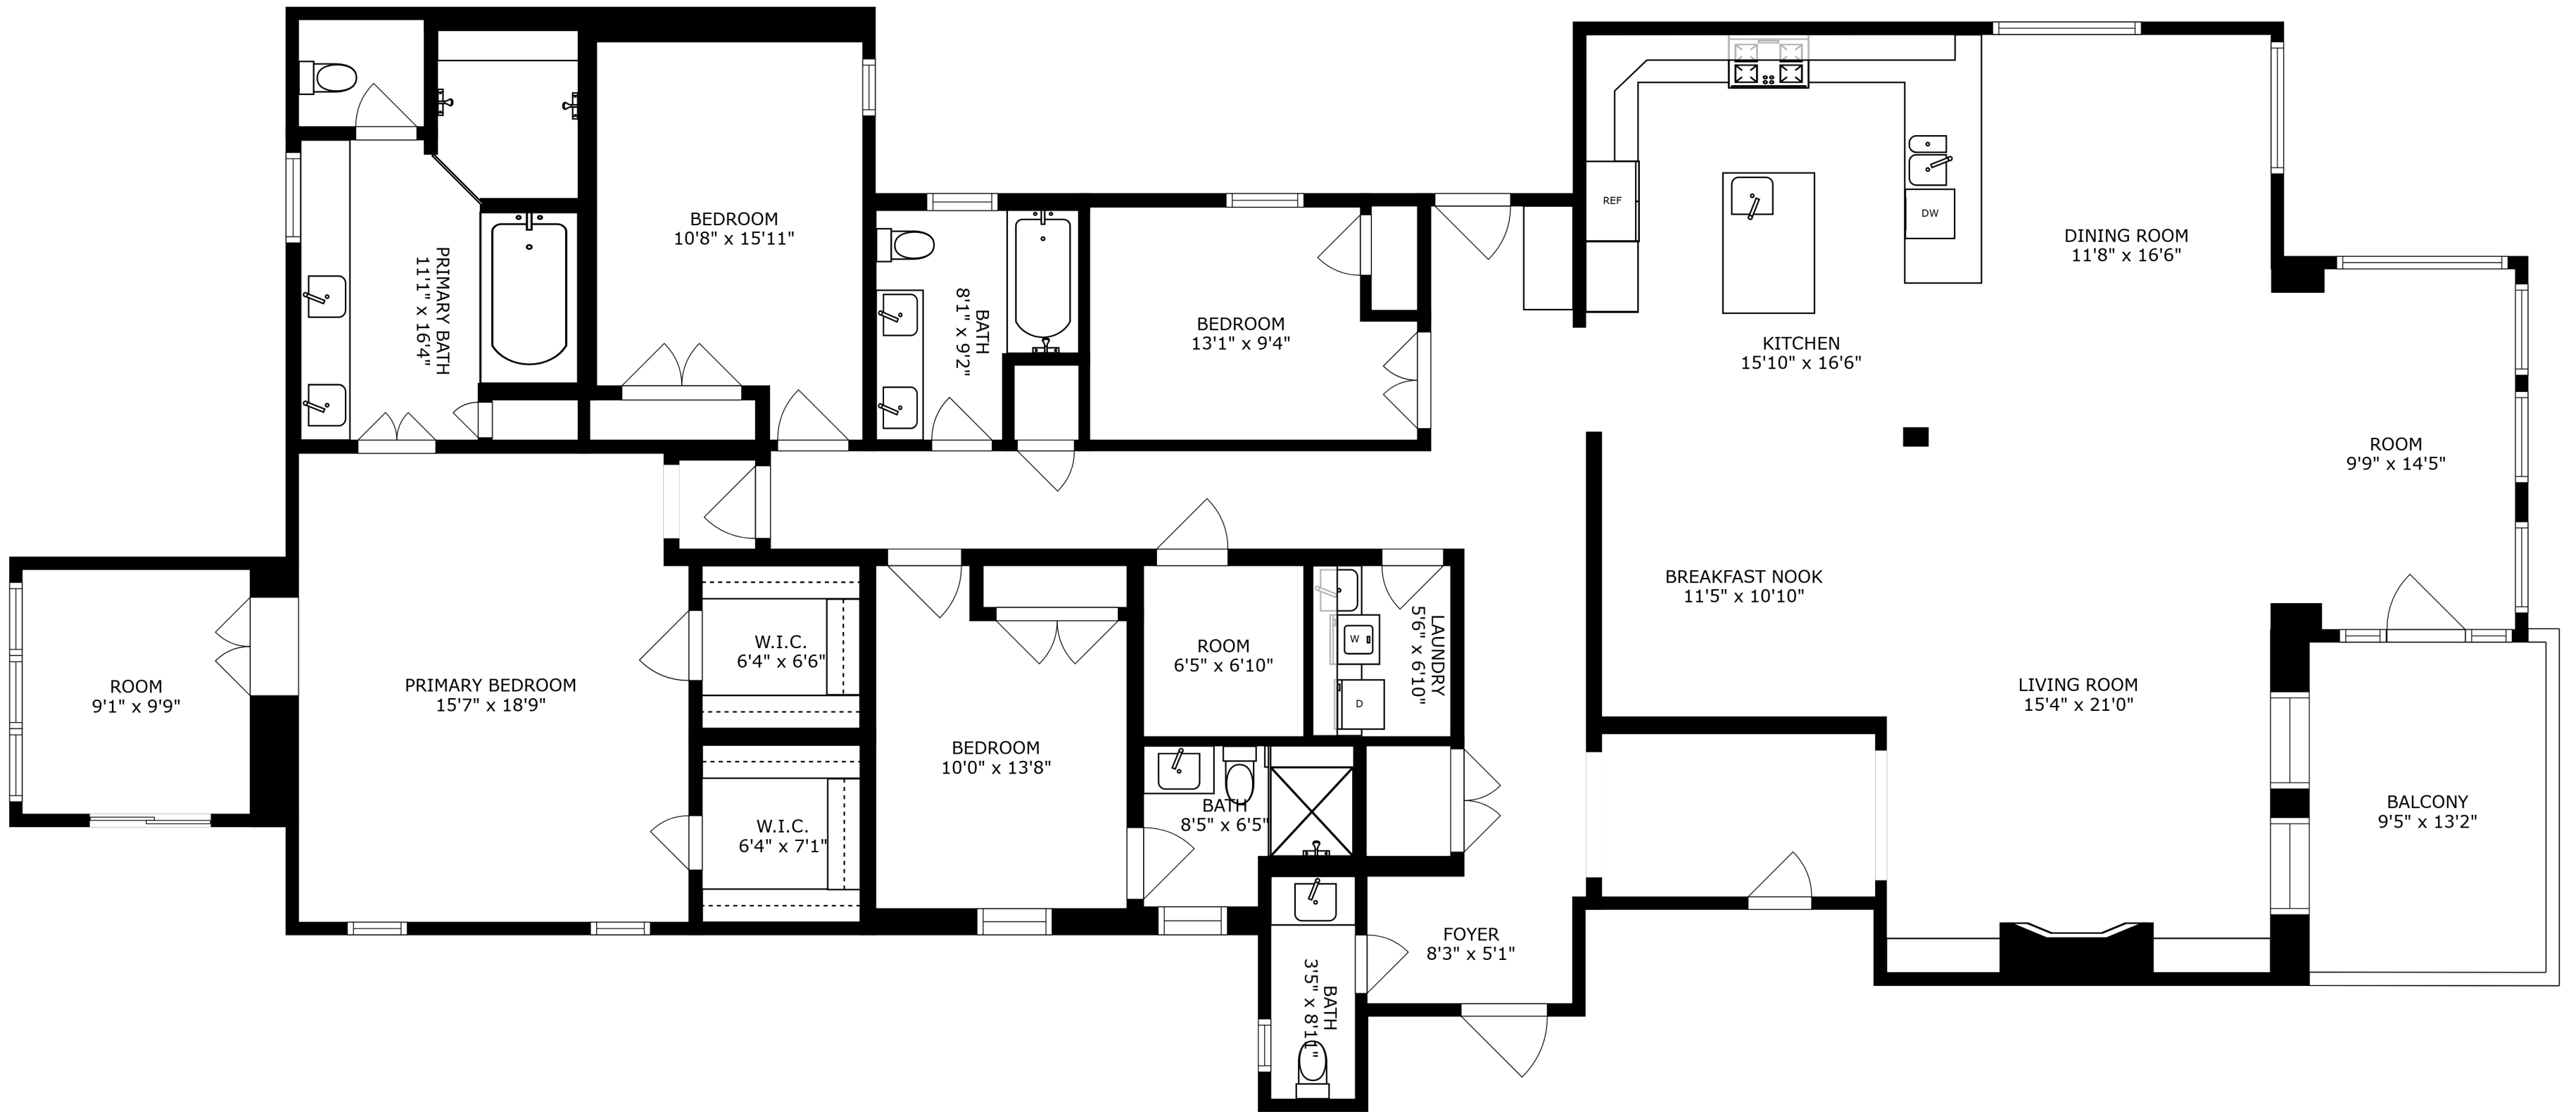 BEDROOM
10'8" x 15'11"
PRIMARY BATH
11'1" x 16'4"
BATH
8'1" x 9'2"
BEDROOM
13'1" x 9'4"
REF
DW
KITCHEN
15'10" x 16'6"
DINING ROOM
11'8" x 16'6"
ROOM
9'9" x 14'5"
BREAKFAST NOOK
11'5" x 10'10"
ROOM
9'1" x 9'9"
PRIMARY BEDROOM
15'7" x 18'9"
W.I.C.
6'4" x 6'6"
W.I.C.
6'4" x 7'1"
BEDROOM
10'0" x 13'8"
ROOM
6'5" x 6'10"
W
D
LAUNDRY
5'6" x 6'10"
BATH
8'5" x 6'5"
LIVING ROOM
15'4" x 21'0"
BALCONY
9'5" x 13'2"
FOYER
8'3" x 5'1"
BATH
3'5" x 8'11"